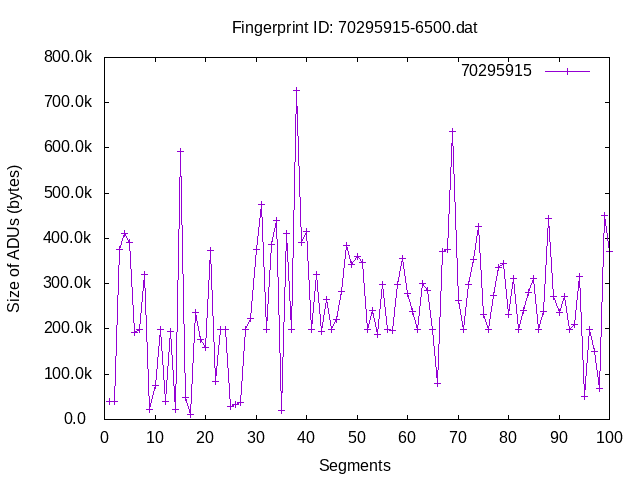 Fingerprint ID: 70295915-6500.dat
800.0k
70295915
700.0k
600.0k
500.0k
400.0k
300.0k
200.0k
100.0k
0.0
Size of ADUs (bytes)
0 10 20 30 40 50 60 70 80 90 100
Segments